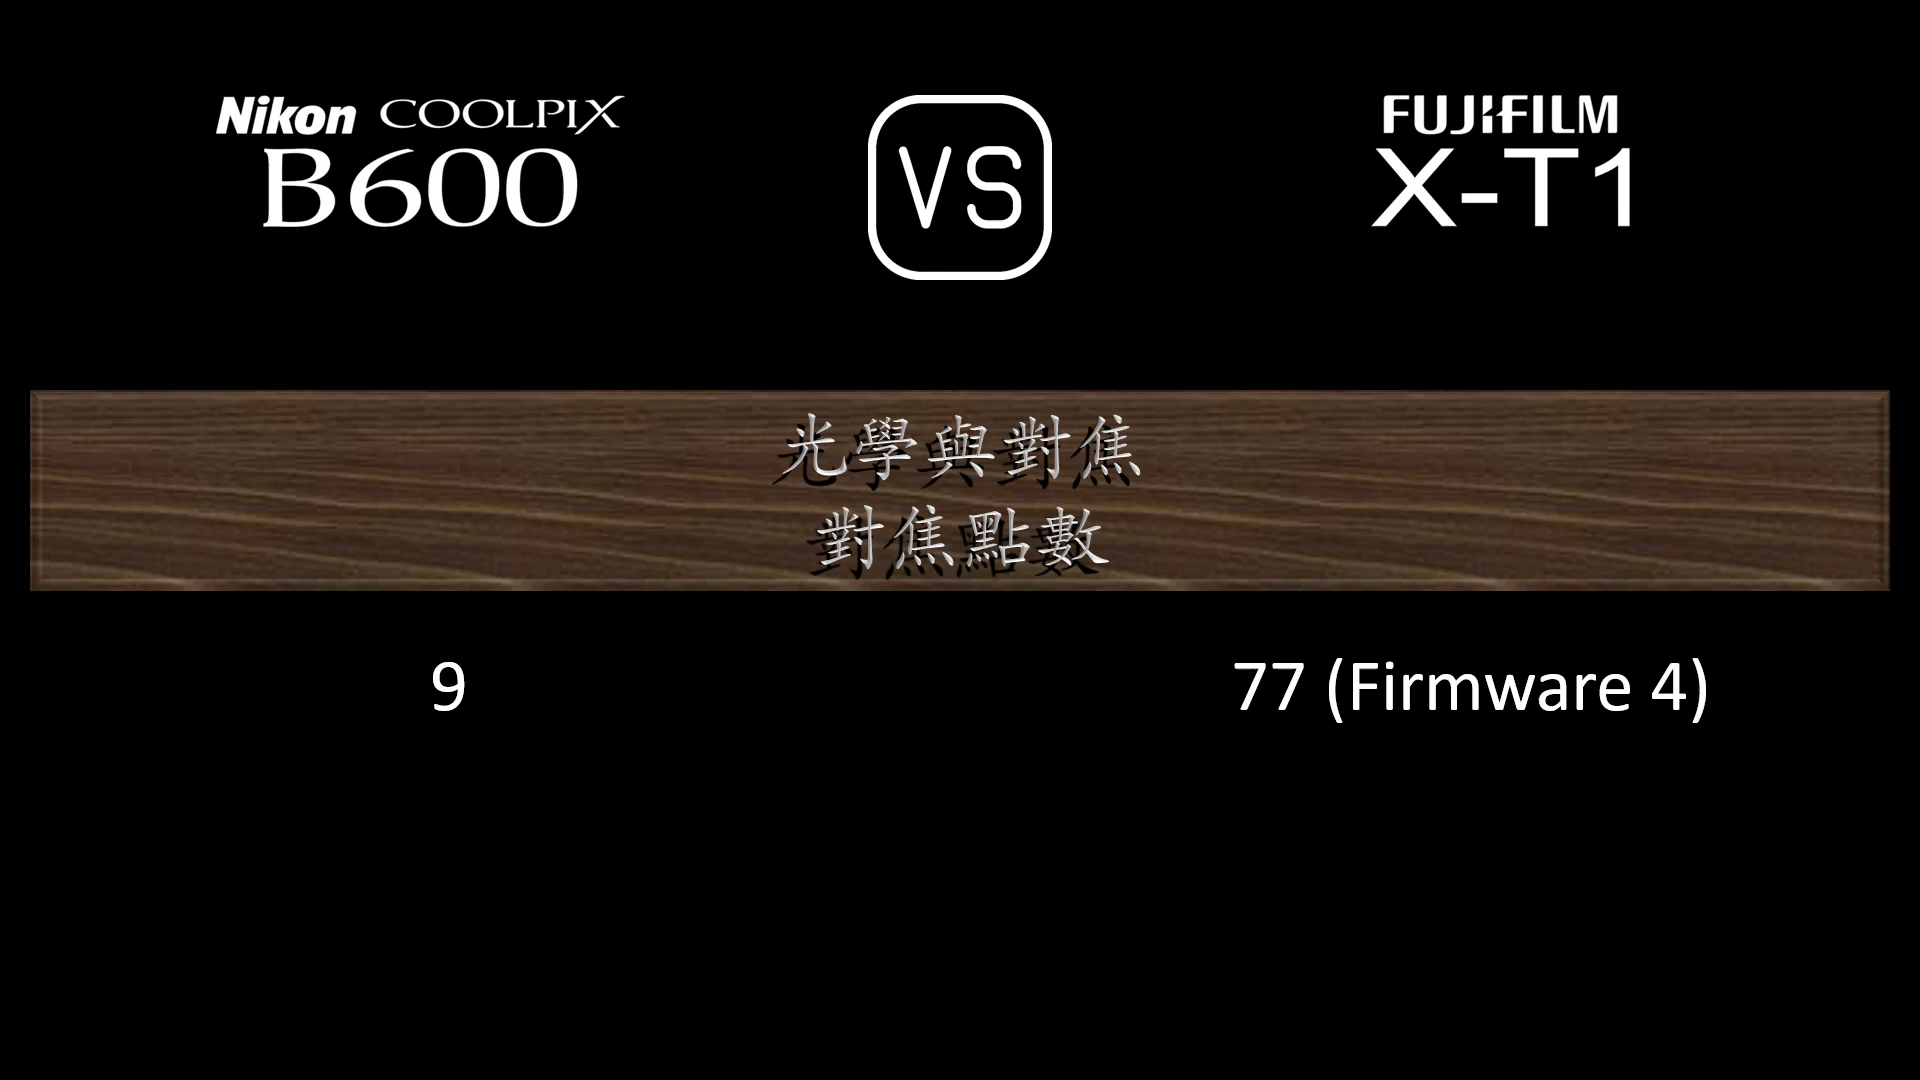 Nikon COOLPIX
B600
VS
FUJIFILM
X-T1
光學與對焦
對焦點數
9
77 (Firmware 4)